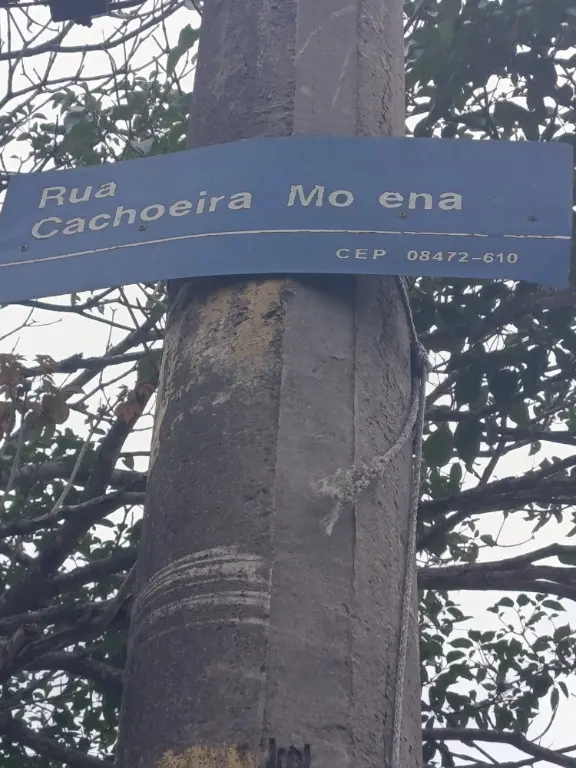 Rua
Cachoeira Mo ena
CEP 08472-610